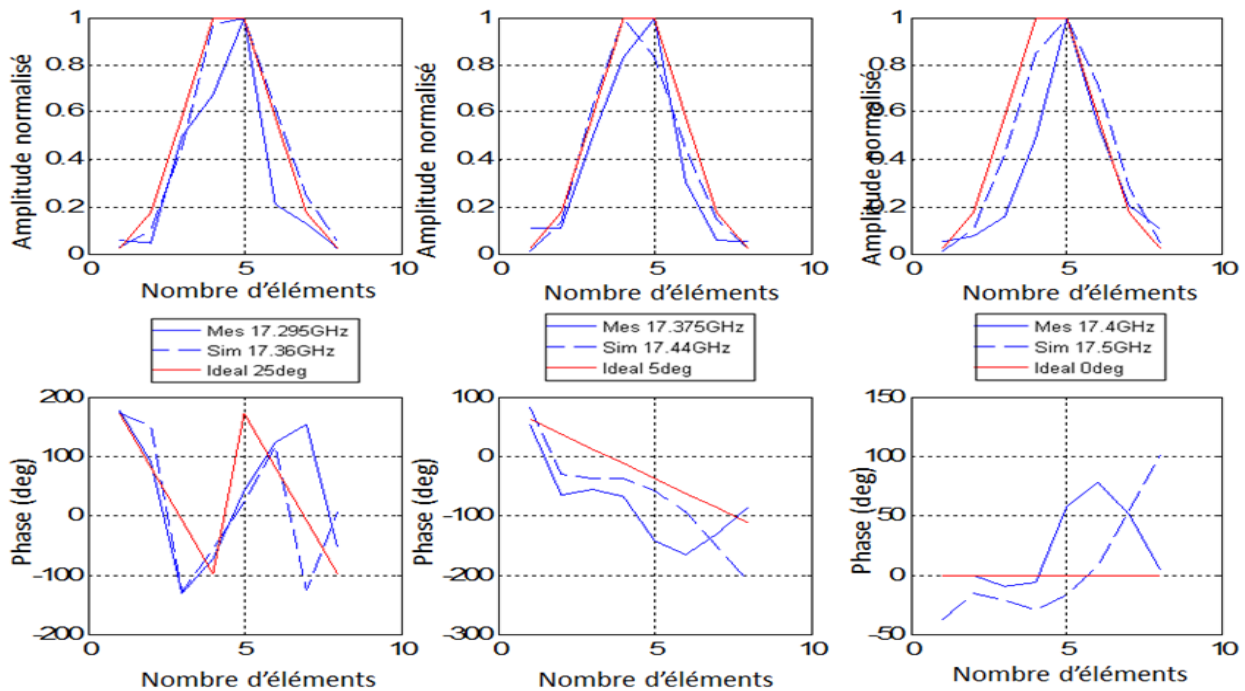 Amplitude normalisé
1
0.8
0.6
0.4
0.2
0
0
5
10
Nombre d'éléments
Amplitude normalisé
1
0.8
0.6
0.4
0.2
0
0
5
10
Nombre d'éléments
Amplitude normalisé
1
0.8
0.6
0.4
0.2
0
0
5
10
Nombre d'éléments
Mes 17.295GHz
Sim 17.36GHz
Ideal 25deg
Mes 17.375GHz
Sim 17.44GHz
Ideal 5deg
Mes 17.4GHz
Sim 17.5GHz
Ideal 0deg
Phase (deg)
200
100
0
-100
-200
0
5
10
Nombre d'éléments
Phase (deg)
100
0
-100
-200
-300
0
5
10
Nombre d'éléments
Phase (deg)
150
100
50
0
-50
0
5
10
Nombre d'éléments